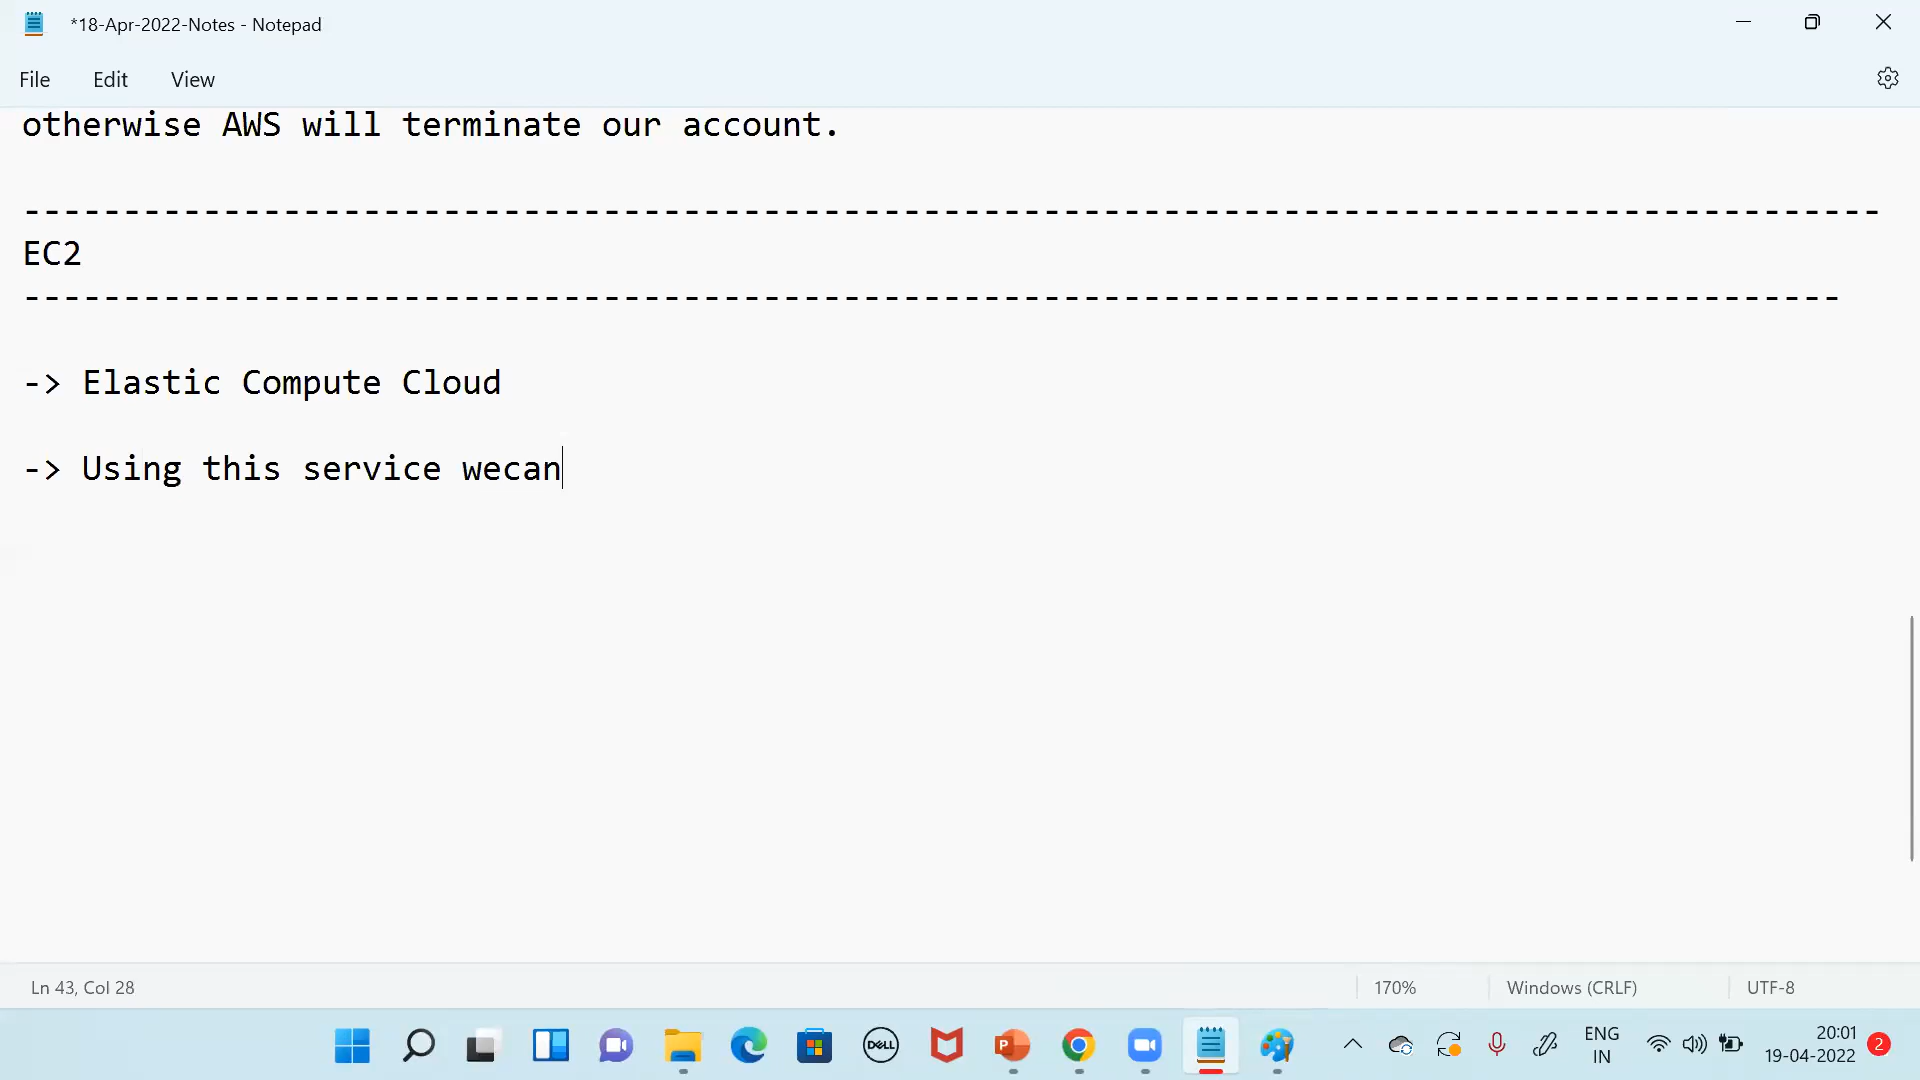 *18-Apr-2022-Notes - Notepad
File Edit View
otherwise AWS will terminate our account.
---------------------------------------------------------------------------------------------
EC2
-------------------------------------------------------------------------------------------
-> Elastic Compute Cloud
-> Using this service wecan
Ln 43, Col 28 170% Windows (CRLF) UTF-8
DELL
P
ENG
IN
20:01
19-04-2022
2